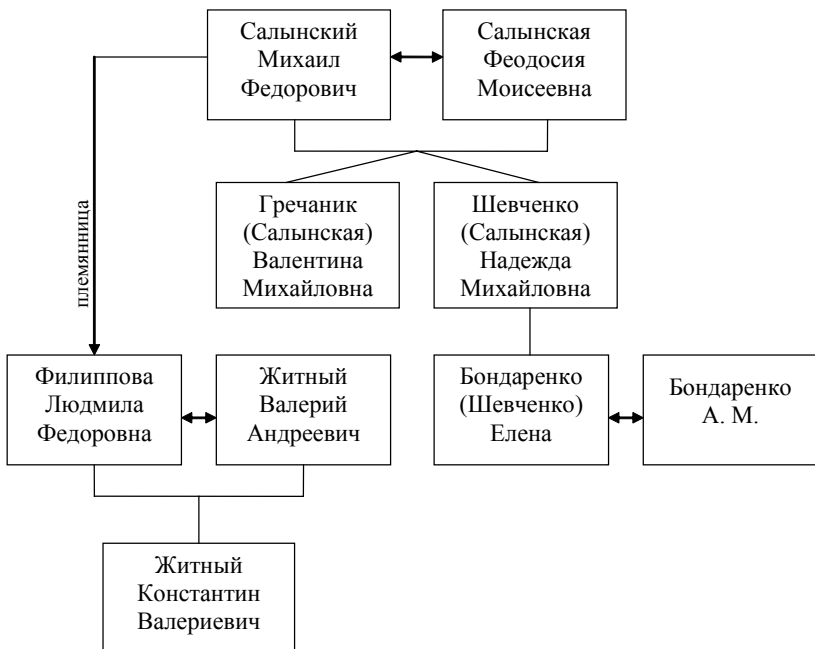 Салынский
Михаил
Федорович
Салынская
Феодосия
Моисеевна
племянница
Гречаник
(Салынская)
Валентина
Михайловна
Шевченко
(Салынская)
Надежда
Михайловна
Филиппова
Людмила
Федоровна
Житный
Валерий
Андреевич
Бондаренко
(Шевченко)
Елена
Бондаренко
А. М.
Житный
Константин
Валериевич